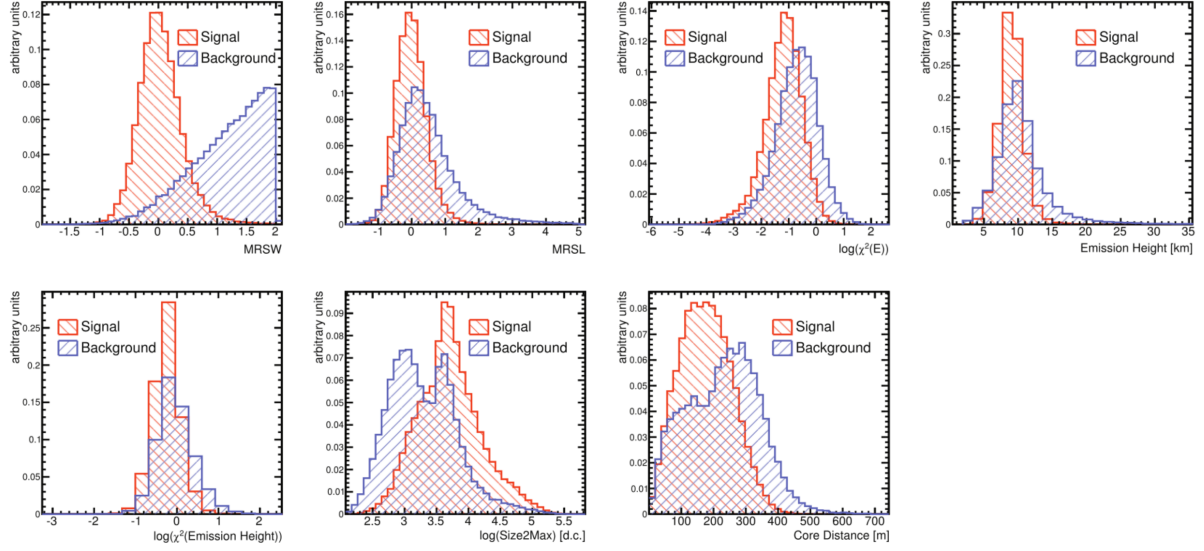 arbitrary units
0.12
0.1
0.08
0.06
0.04
0.02
0
-1.5 -1 -0.5 0 0.5 1 1.5 2
MRSW
Signal
Background
arbitrary units
0.16
0.14
0.12
0.1
0.08
0.06
0.04
0.02
0
-1 0 1 2 3 4 5
MRSL
Signal
Background
arbitrary units
0.14
0.12
0.1
0.08
0.06
0.04
0.02
0
-6 -5 -4 -3 -2 -1 0 1 2
log(χ²(E))
Signal
Background
arbitrary units
0.3
0.25
0.2
0.15
0.1
0.05
0
5 10 15 20 25 30 35
Emission Height [km]
Signal
Background
arbitrary units
0.25
0.2
0.15
0.1
0.05
0
-3 -2 -1 0 1 2
log(χ²(Emission Height))
Signal
Background
arbitrary units
0.09
0.08
0.07
0.06
0.05
0.04
0.03
0.02
0.01
0
2.5 3 3.5 4 4.5 5 5.5
log(Size2Max) [d.c.]
Signal
Background
arbitrary units
0.08
0.07
0.06
0.05
0.04
0.03
0.02
0.01
0
100 200 300 400 500 600 700
Core Distance [m]
Signal
Background